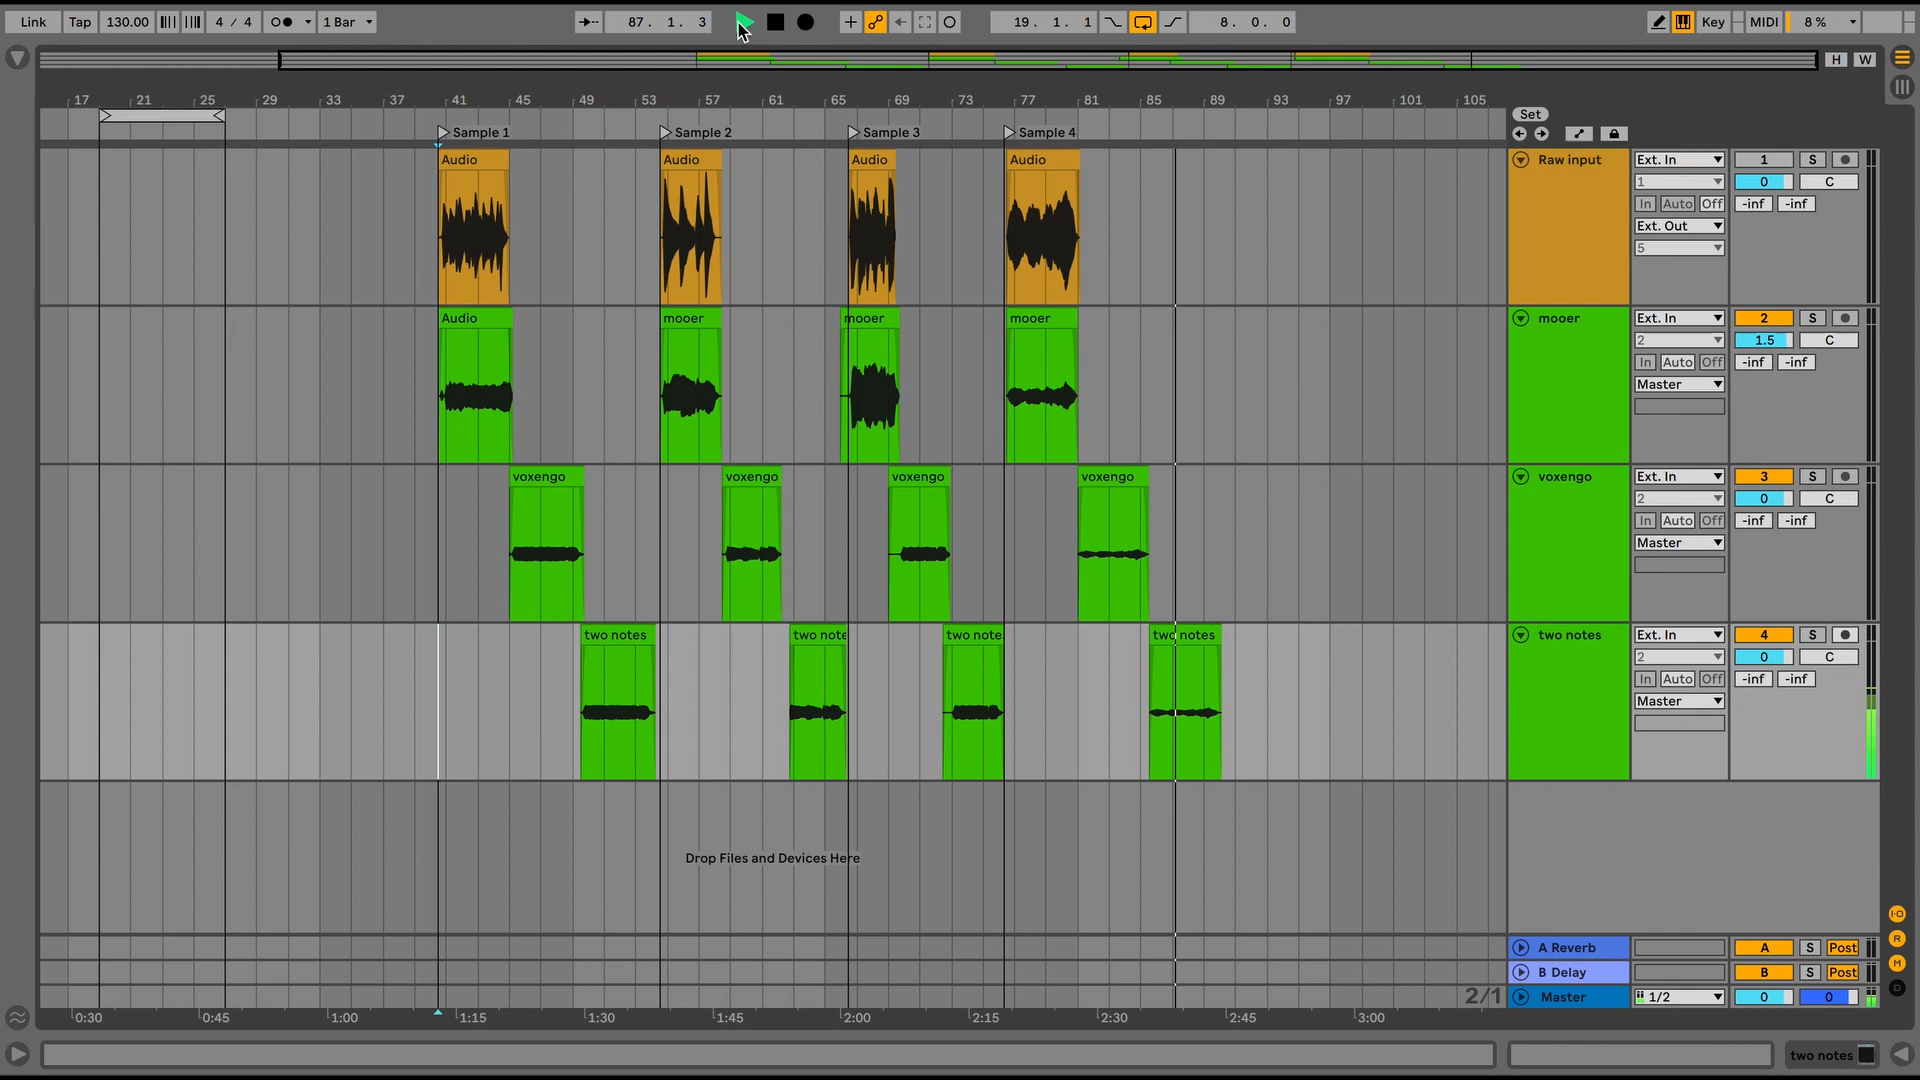 Link Tap 130.00 4 / 4 1 Bar 87. 1. 3 19. 1. 1 8. 0. 0 Key MIDI 8 %
H W
17 21 25 29 33 37 41 45 49 53 57 61 65 69 73 77 81 85 89 93 97 101 105
Set
Sample 1 Sample 2 Sample 3 Sample 4
Audio Audio Audio Audio Raw input Ext. In 1 S
1 0 C
In Auto Off -inf -inf
Ext. Out
5
Audio mooer mooer mooer mooer Ext. In 2 S
2 1.5 C
In Auto Off -inf -inf
Master
voxengo voxengo voxengo voxengo voxengo Ext. In 3 S
2 0 C
In Auto Off -inf -inf
Master
two notes two note two note two notes two notes Ext. In 4 S
2 0 C
In Auto Off -inf -inf
Master
Drop Files and Devices Here
I·O
R
M
D
A Reverb A S Post
B Delay B S Post
2/1 Master 1/2 0 0
0:30 0:45 1:00 1:15 1:30 1:45 2:00 2:15 2:30 2:45 3:00
two notes